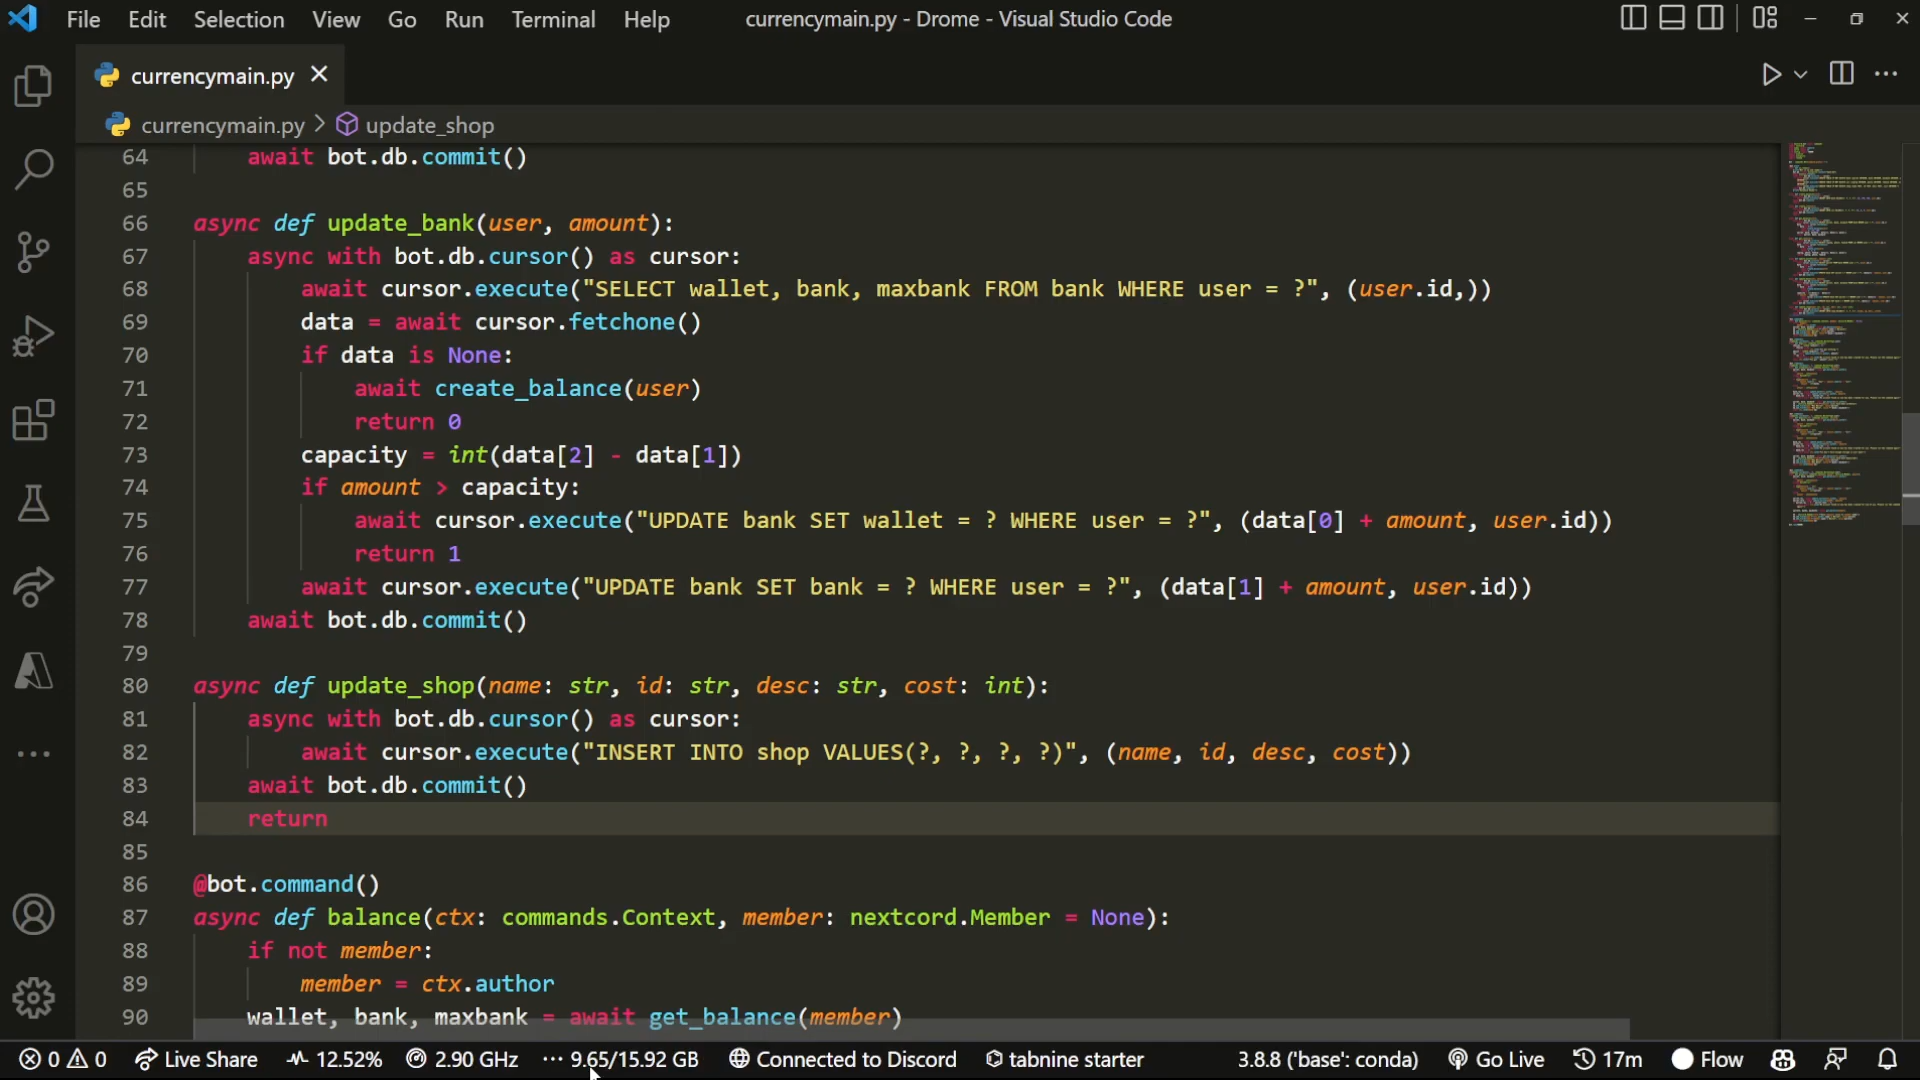 File Edit Selection View Go Run Terminal Help currencymain.py - Drome - Visual Studio Code
currencymain.py
currencymain.py > update_shop
64 await bot.db.commit()
65
66 async def update_bank(user, amount):
67 async with bot.db.cursor() as cursor:
68 await cursor.execute("SELECT wallet, bank, maxbank FROM bank WHERE user = ?", (user.id,))
69 data = await cursor.fetchone()
70 if data is None:
71 await create_balance(user)
72 return 0
73 capacity = int(data[2] - data[1])
74 if amount > capacity:
75 await cursor.execute("UPDATE bank SET wallet = ? WHERE user = ?", (data[0] + amount, user.id))
76 return 1
77 await cursor.execute("UPDATE bank SET bank = ? WHERE user = ?", (data[1] + amount, user.id))
78 await bot.db.commit()
79
80 async def update_shop(name: str, id: str, desc: str, cost: int):
81 async with bot.db.cursor() as cursor:
82 await cursor.execute("INSERT INTO shop VALUES(?, ?, ?, ?)", (name, id, desc, cost))
83 await bot.db.commit()
84 return
85
86 @bot.command()
87 async def balance(ctx: commands.Context, member: nextcord.Member = None):
88 if not member:
89 member = ctx.author
90 wallet, bank, maxbank = await get_balance(member)
0 0 Live Share 12.52% 2.90 GHz 9.65/15.92 GB Connected to Discord tabnine starter 3.8.8 ('base': conda) Go Live 17m Flow